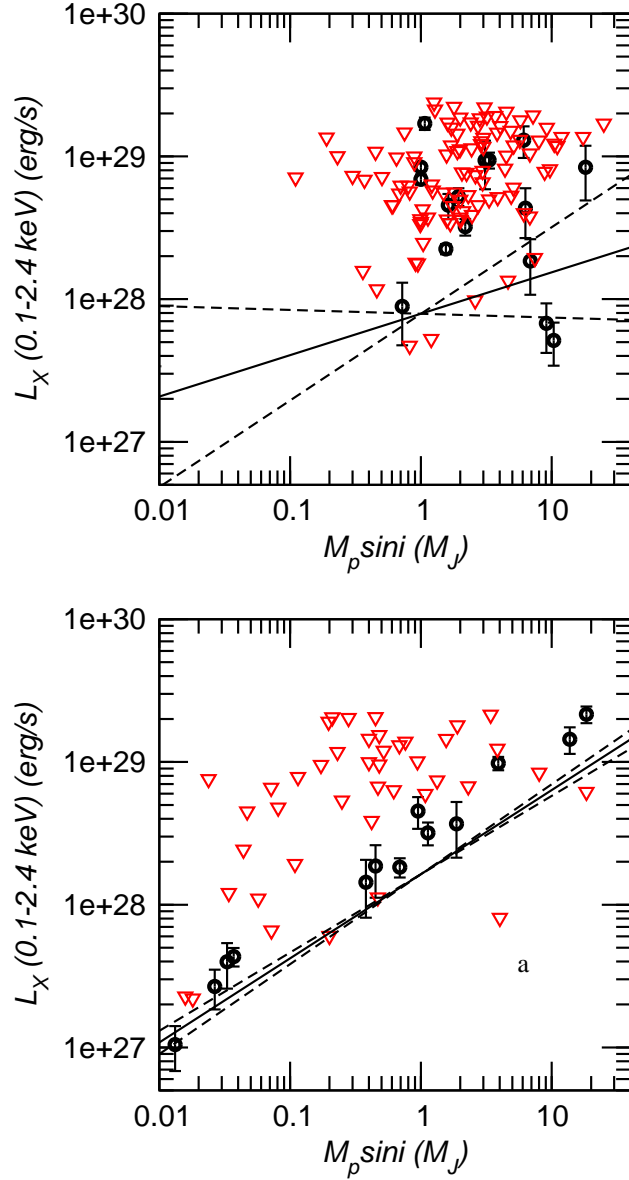 1e+30
1e+29
1e+28
1e+27
L_X (0.1-2.4 keV) (erg/s)
0.01 0.1 1 10
M_p sini (M_J)
1e+30
1e+29
1e+28
1e+27
L_X (0.1-2.4 keV) (erg/s)
a
0.01 0.1 1 10
M_p sini (M_J)